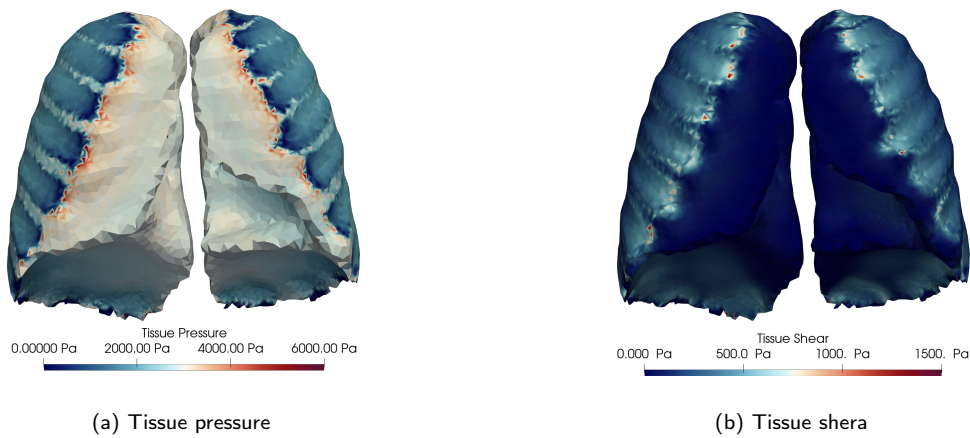 Tissue Pressure
0.00000 Pa 2000.00 Pa 4000.00 Pa 6000.00 Pa
(a) Tissue pressure
Tissue Shear
0.000 Pa 500.0 Pa 1000. Pa 1500. Pa
(b) Tissue shera